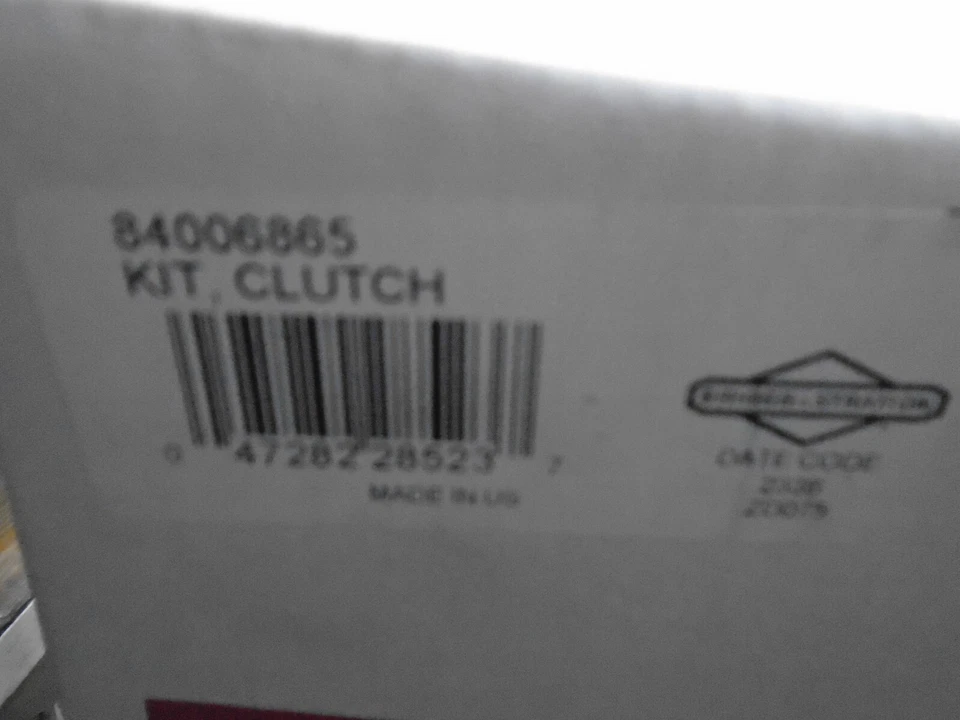 84006865
KIT, CLUTCH
0 47282 28523 7
MADE IN US
BRIGGS & STRATTON
DATE CODE